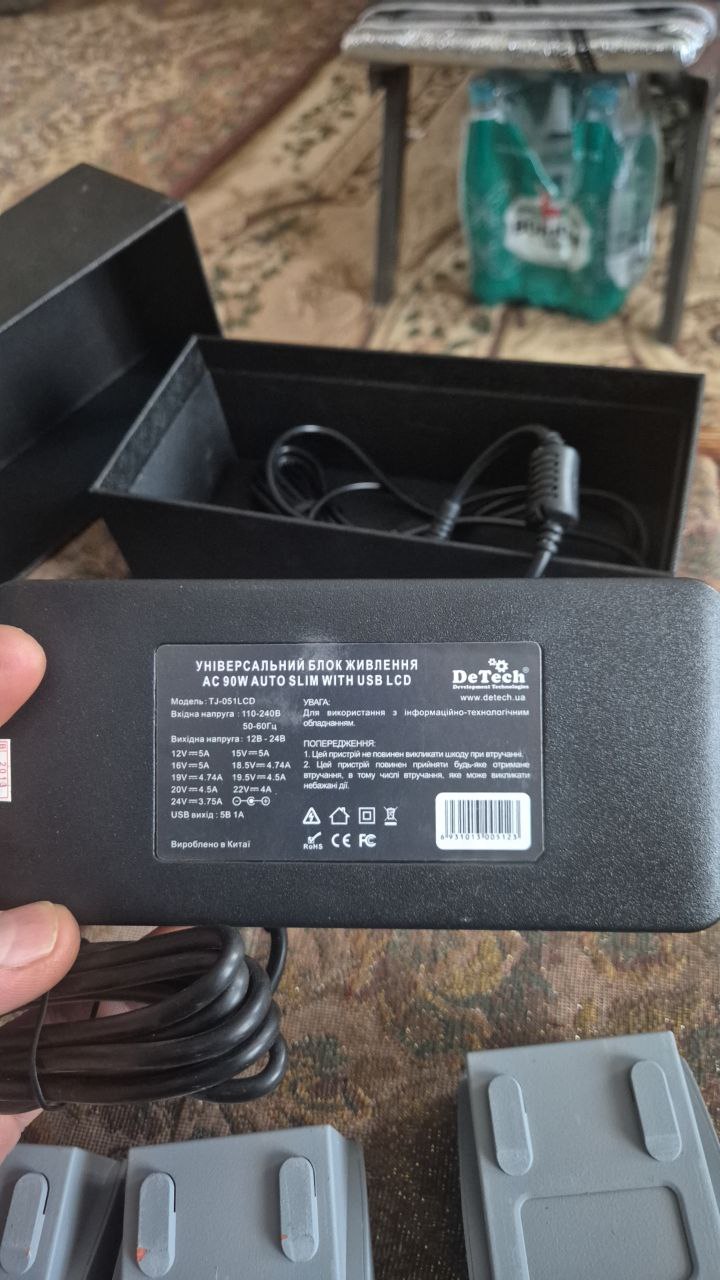 УНІВЕРСАЛЬНИЙ БЛОК ЖИВЛЕННЯ
AC 90W AUTO SLIM WITH USB LCD
DeTech
Development Technologies
www.detech.ua
Модель: TJ-051LCD
Вхідна напруга : 110-240В
50-60Гц
Вихідна напруга : 12В - 24В
12V⎓5A 15V⎓5A
16V⎓5A 18.5V⎓4.74A
19V⎓4.74A 19.5V⎓4.5A
20V⎓4.5A 22V⎓4A
24V⎓3.75A
USB вихід : 5В 1А
Вироблено в Китаї
УВАГА:
Для використання з інформаційно-технологічним
обладнанням.
ПОПЕРЕДЖЕННЯ:
1. Цей пристрій не повинен викликати шкоду при втручанні.
2. Цей пристрій повинен прийняти будь-яке отримане
втручання, в тому числі втручання, яке може викликати
небажані дії.
RoHS CE FC
6 931013 005123